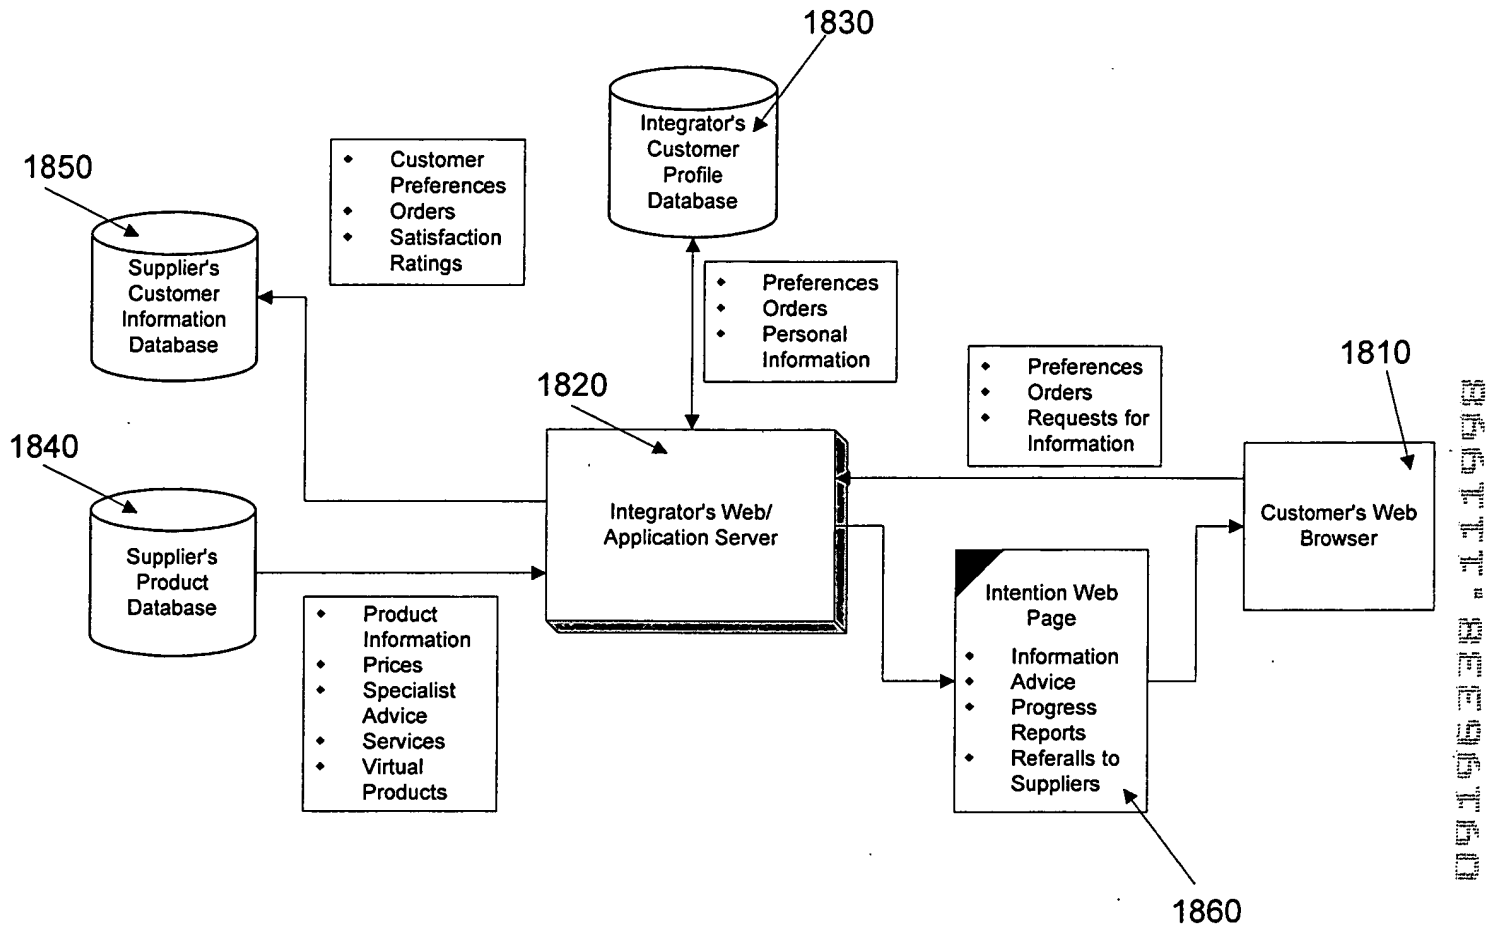 1830
Integrator's
Customer
Profile
Database
1850
Supplier's
Customer
Information
Database
◆ Customer
Preferences
◆ Orders
◆ Satisfaction
Ratings
◆ Preferences
◆ Orders
◆ Personal
Information
1820
Integrator's Web/
Application Server
◆ Preferences
◆ Orders
◆ Requests for
Information
1810
Customer's Web
Browser
1840
Supplier's
Product
Database
◆ Product
Information
◆ Prices
◆ Specialist
Advice
◆ Services
◆ Virtual
Products
Intention Web
Page
◆ Information
◆ Advice
◆ Progress
Reports
◆ Referalls to
Suppliers
1860